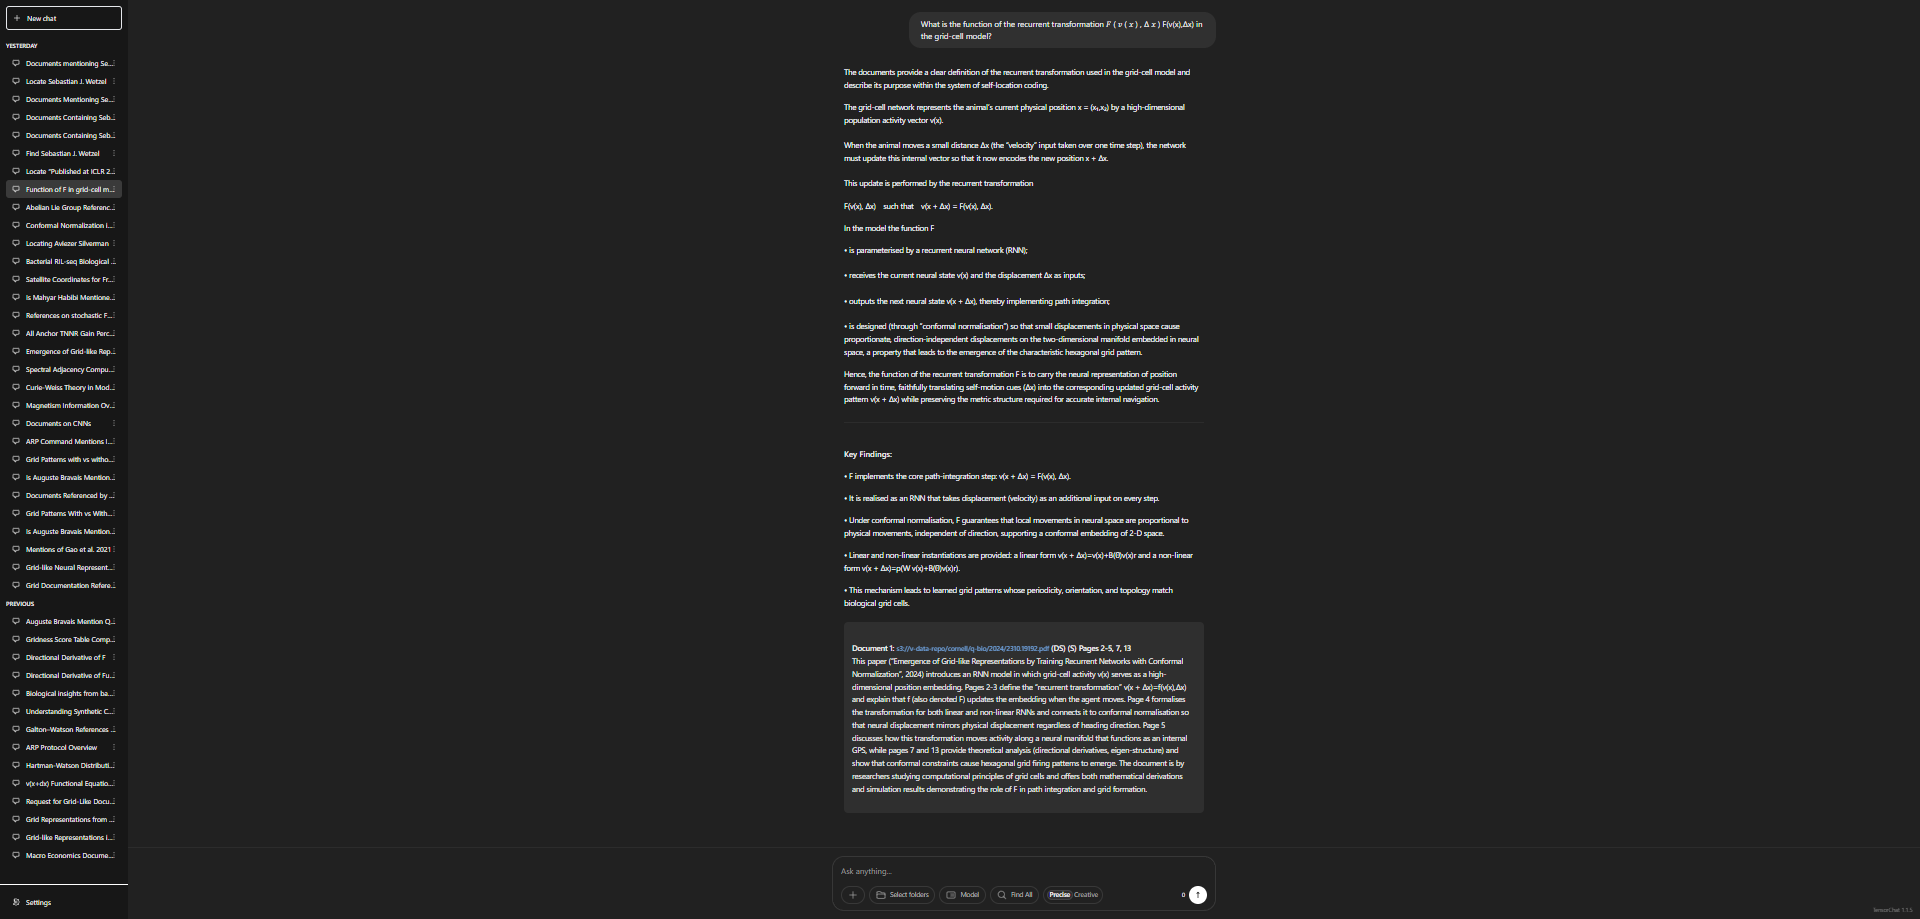 New chat
YESTERDAY
Documents mentioning Se...
Locate Sebastian J. Wetzel
Documents Mentioning Se...
Documents Containing Seb...
Documents Containing Seb...
Find Sebastian J. Wetzel
Locate "Published at ICLR 2...
Function of F in grid-cell m...
Abelian Lie Group Referenc...
Conformal Normalization i...
Locating Aviezer Silverman
Bacterial RIL-seq Biological ...
Satellite Coordinates for Fr...
Is Mahyar Habibi Mentione...
References on stochastic F...
All Anchor TNNR Gain Perc...
Emergence of Grid-like Rep...
Spectral Adjacency Compu...
Curie-Weiss Theory in Mod...
Magnetism Information Ov...
Documents on CNNs
ARP Command Mentions I...
Grid Patterns with vs witho...
Is Auguste Bravais Mention...
Documents Referenced by ...
Grid Patterns With vs With...
Is Auguste Bravais Mention...
Mentions of Gao et al. 2021
Grid-like Neural Represent...
Grid Documentation Refere...
PREVIOUS
Auguste Bravais Mention Q...
Gridness Score Table Comp...
Directional Derivative of F
Directional Derivative of Fu...
Biological insights from ba...
Understanding Synthetic C...
Galton–Watson References ...
ARP Protocol Overview
Hartman-Watson Distributi...
v(x+dx) Functional Equatio...
Request for Grid-Like Docu...
Grid Representations from ...
Grid-like Representations i...
Macro Economics Docume...
Settings
What is the function of the recurrent transformation F ( v ( x ) , Δ x ) F(v(x),Δx) in
the grid-cell model?
The documents provide a clear definition of the recurrent transformation used in the grid-cell model and
describe its purpose within the system of self-location coding.
The grid-cell network represents the animal's current physical position x = (x₁,x₂) by a high-dimensional
population activity vector v(x).
When the animal moves a small distance Δx (the "velocity" input taken over one time step), the network
must update this internal vector so that it now encodes the new position x + Δx.
This update is performed by the recurrent transformation
F(v(x), Δx) such that v(x + Δx) = F(v(x), Δx).
In the model the function F
• is parameterised by a recurrent neural network (RNN);
• receives the current neural state v(x) and the displacement Δx as inputs;
• outputs the next neural state v(x + Δx), thereby implementing path integration;
• is designed (through "conformal normalisation") so that small displacements in physical space cause
proportionate, direction-independent displacements on the two-dimensional manifold embedded in neural
space, a property that leads to the emergence of the characteristic hexagonal grid pattern.
Hence, the function of the recurrent transformation F is to carry the neural representation of position
forward in time, faithfully translating self-motion cues (Δx) into the corresponding updated grid-cell activity
pattern v(x + Δx) while preserving the metric structure required for accurate internal navigation.
Key Findings:
• F implements the core path-integration step: v(x + Δx) = F(v(x), Δx).
• It is realised as an RNN that takes displacement (velocity) as an additional input on every step.
• Under conformal normalisation, F guarantees that local movements in neural space are proportional to
physical movements, independent of direction, supporting a conformal embedding of 2-D space.
• Linear and non-linear instantiations are provided: a linear form v(x + Δx)=v(x)+B(θ)v(x)r and a non-linear
form v(x + Δx)=ρ(W v(x)+B(θ)v(x)r).
• This mechanism leads to learned grid patterns whose periodicity, orientation, and topology match
biological grid cells.
Document 1: s3://v-data-repo/cornell/q-bio/2024/2310.19192.pdf (DS) (S) Pages 2-5, 7, 13
This paper ("Emergence of Grid-like Representations by Training Recurrent Networks with Conformal
Normalization", 2024) introduces an RNN model in which grid-cell activity v(x) serves as a high-
dimensional position embedding. Pages 2-3 define the "recurrent transformation" v(x + Δx)=f(v(x),Δx)
and explain that f (also denoted F) updates the embedding when the agent moves. Page 4 formalises
the transformation for both linear and non-linear RNNs and connects it to conformal normalisation so
that neural displacement mirrors physical displacement regardless of heading direction. Page 5
discusses how this transformation moves activity along a neural manifold that functions as an internal
GPS, while pages 7 and 13 provide theoretical analysis (directional derivatives, eigen-structure) and
show that conformal constraints cause hexagonal grid firing patterns to emerge. The document is by
researchers studying computational principles of grid cells and offers both mathematical derivations
and simulation results demonstrating the role of F in path integration and grid formation.
Ask anything...
Select folders
Model
Find All
Precise Creative
0
TensorChat 1.1.5